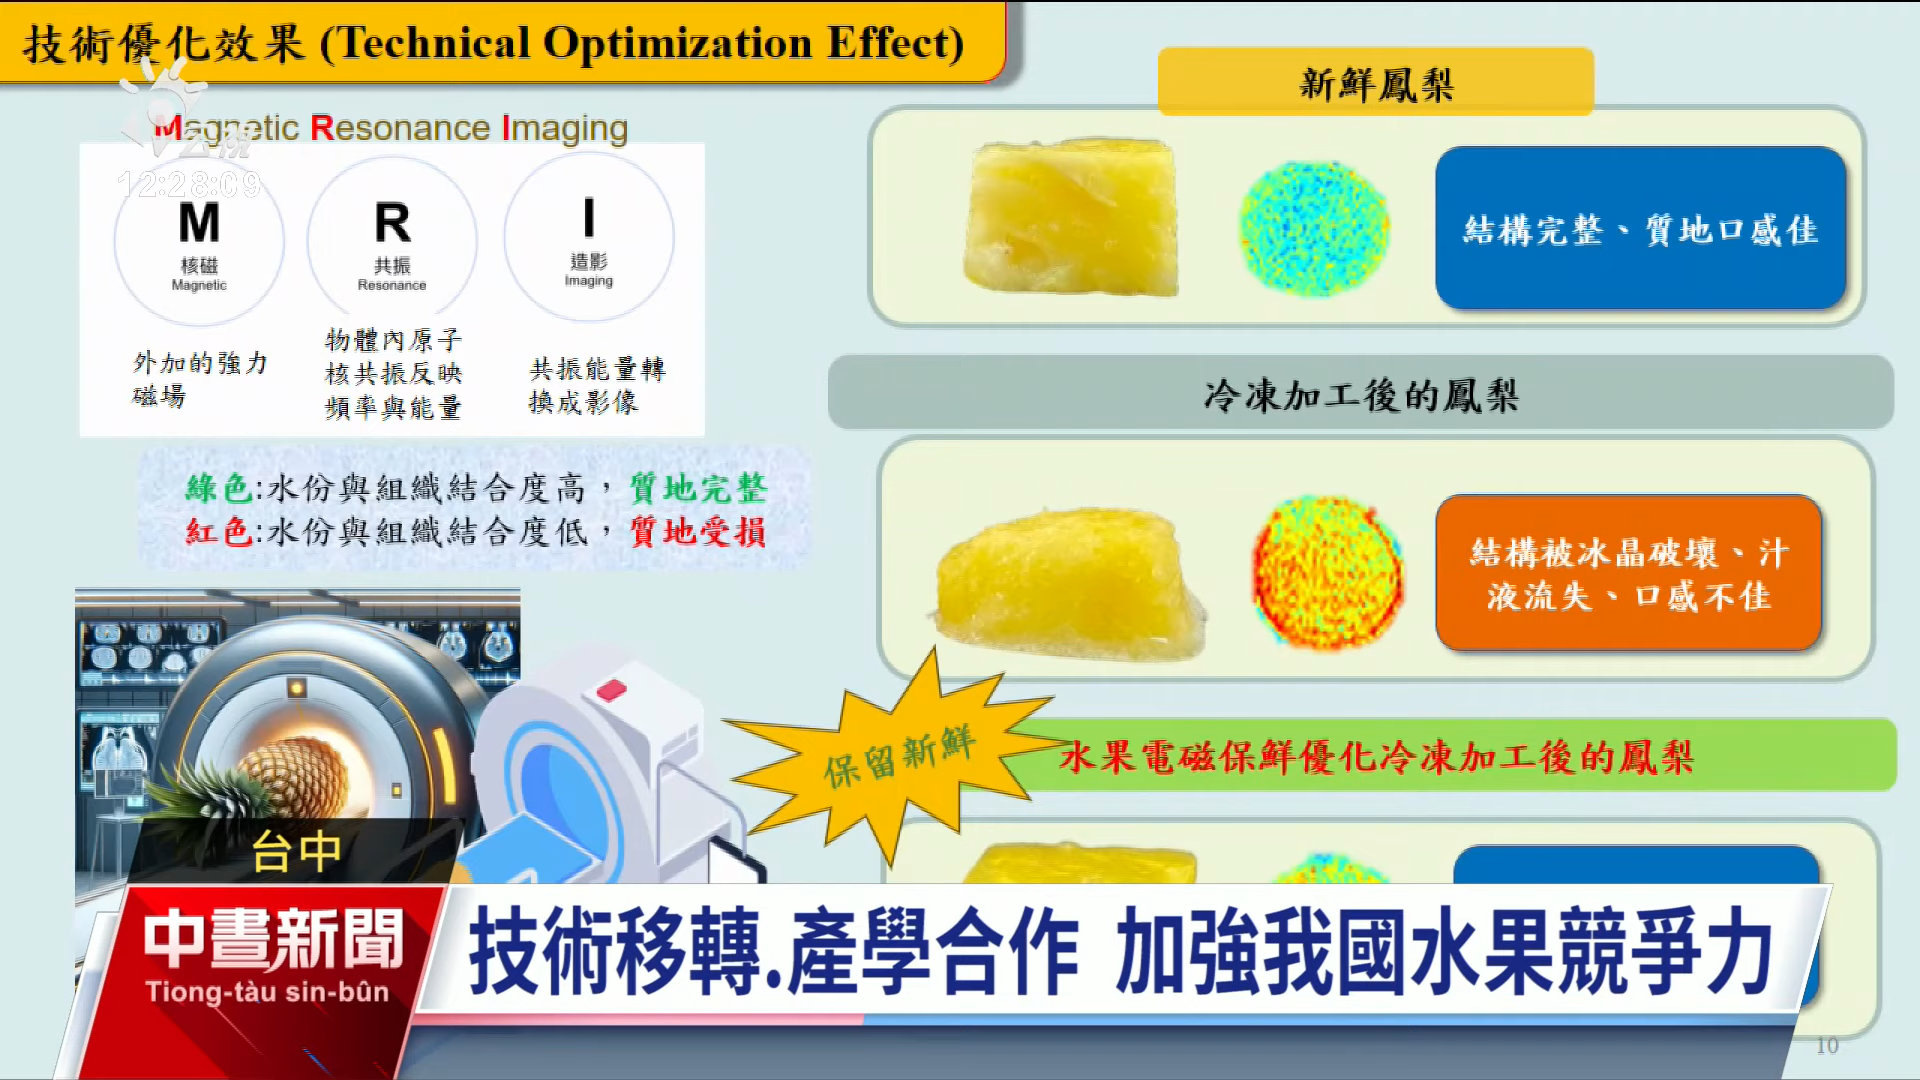 技術優化效果 (Technical Optimization Effect)
公視
12:28:09
Magnetic Resonance Imaging
M
核磁
Magnetic
外加的強力
磁場
R
共振
Resonance
物體內原子
核共振反映
頻率與能量
I
造影
Imaging
共振能量轉
換成影像
綠色:水份與組織結合度高，質地完整
紅色:水份與組織結合度低，質地受損
新鮮鳳梨
結構完整、質地口感佳
冷凍加工後的鳳梨
結構被冰晶破壞、汁
液流失、口感不佳
保留新鮮
水果電磁保鮮優化冷凍加工後的鳳梨
台中
中晝新聞
Tiong-tàu sin-bûn
技術移轉.產學合作 加強我國水果競爭力
10